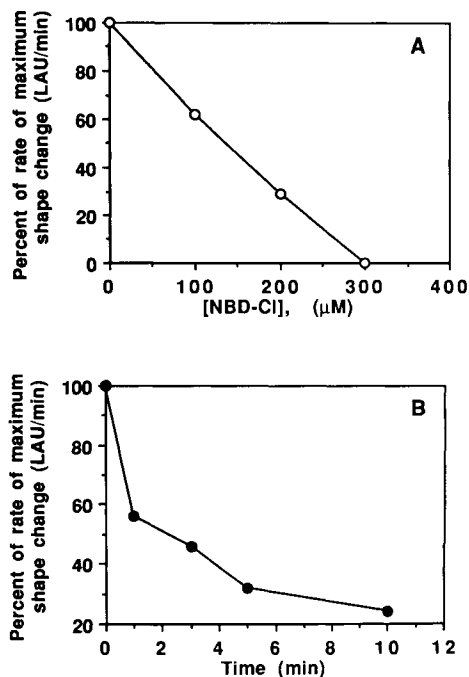 A
Percent of rate of maximum
shape change (LAU/min)
100
80
60
40
20
0
0
100
200
300
400
[NBD-Cl], (μM)
B
Percent of rate of maximum
shape change (LAU/min)
100
80
60
40
20
0
2
4
6
8
10
12
Time (min)